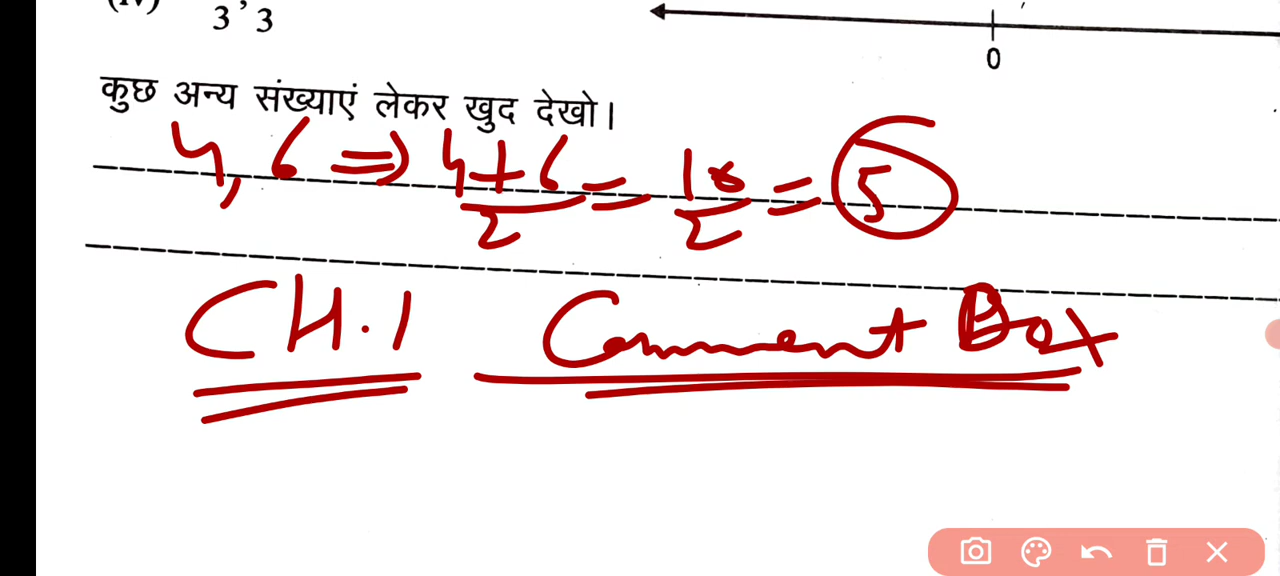 3 , 3
0
कुछ अन्य संख्याएं लेकर खुद देखो।
4, 6 => 4+6/2 = 10/2 = 5
CH.1 Comment Box